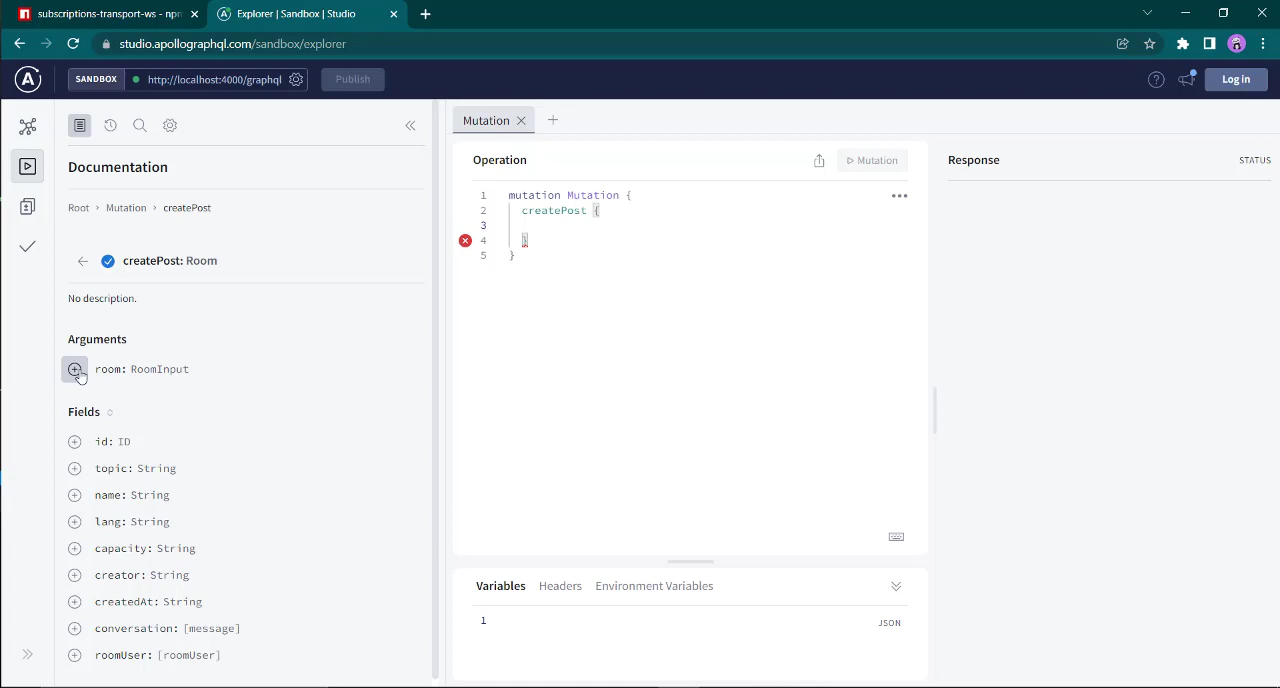 subscriptions-transport-ws - npm
Explorer | Sandbox | Studio
studio.apollographql.com/sandbox/explorer
A
SANDBOX
http://localhost:4000/graphql
Publish
Log in
Documentation
Root › Mutation › createPost
createPost: Room
No description.
Arguments
room: RoomInput
Fields
id: ID
topic: String
name: String
lang: String
capacity: String
creator: String
createdAt: String
conversation: [message]
roomUser: [roomUser]
Mutation
Operation
Mutation
1 mutation Mutation {
2 createPost {
3
4 }
5 }
Variables Headers Environment Variables
1
JSON
Response
STATUS